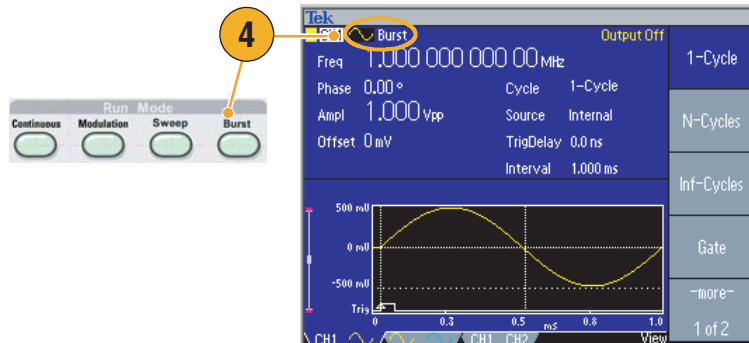 Tek
4
CH1 Burst Output Off
Freq 1.000 000 000 00 MHz
Phase 0.00 °
Ampl 1.000 Vpp
Offset 0 mV
Cycle 1-Cycle
Source Internal
TrigDelay 0.0 ns
Interval 1.000 ms
1-Cycle
N-Cycles
Inf-Cycles
Gate
-more-
1 of 2
Run Mode
Continuous Modulation Sweep Burst
500 mU
0 mU
-500 mU
Trig
0 0.3 0.5 ms 0.8 1.0
CH1 CH1 CH2 View